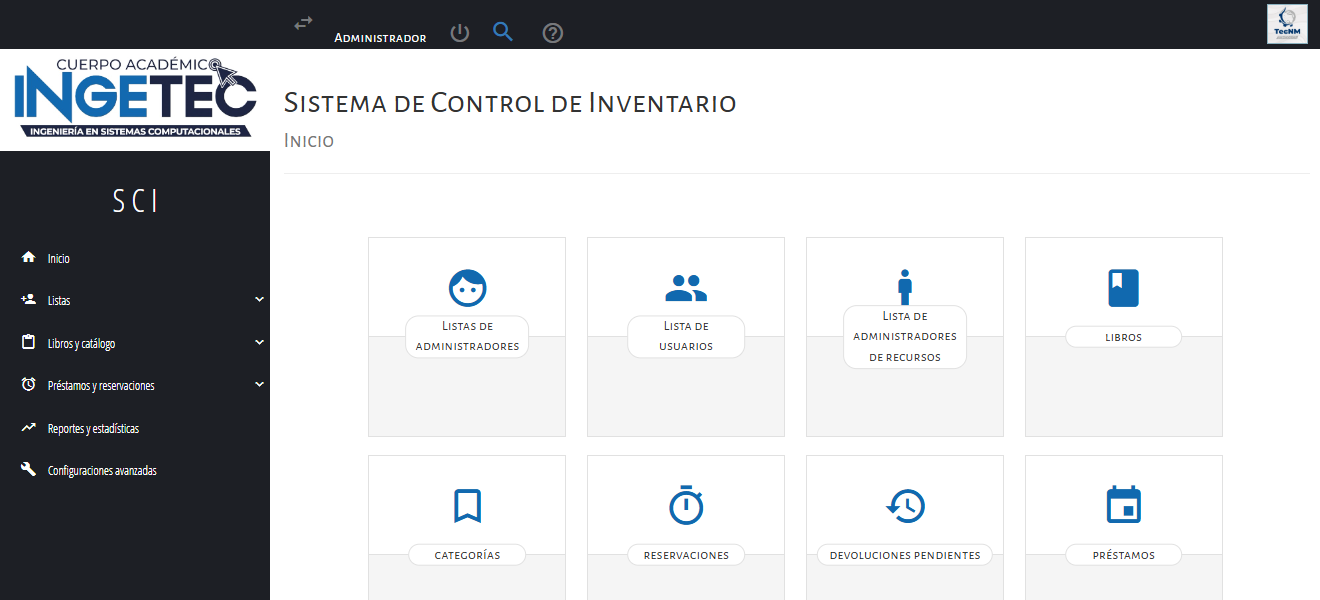 Administrador
TecNM
CUERPO ACADÉMICO
INGETEC
INGENIERÍA EN SISTEMAS COMPUTACIONALES
Sistema de Control de Inventario
Inicio
SCI
Inicio
Listas
Libros y catálogo
Préstamos y reservaciones
Reportes y estadísticas
Configuraciones avanzadas
Listas de
administradores
Lista de
usuarios
Lista de
administradores
de recursos
libros
categorías
reservaciones
devoluciones pendientes
préstamos